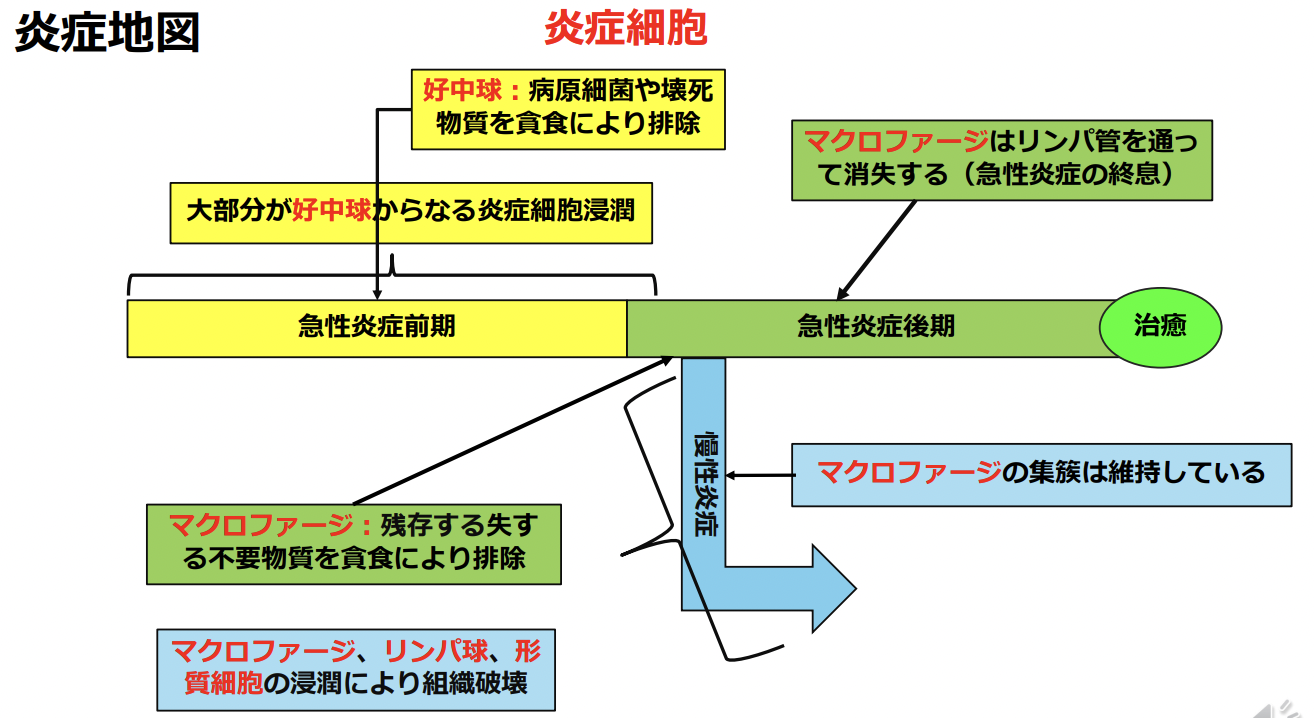 炎症地図
炎症細胞
好中球：病原細菌や壊死
物質を貪食により排除
マクロファージはリンパ管を通っ
て消失する（急性炎症の終息）
大部分が好中球からなる炎症細胞浸潤
急性炎症前期
急性炎症後期
治癒
慢性炎症
マクロファージの集簇は維持している
マクロファージ：残存する失す
る不要物質を貪食により排除
マクロファージ、リンパ球、形
質細胞の浸潤により組織破壊